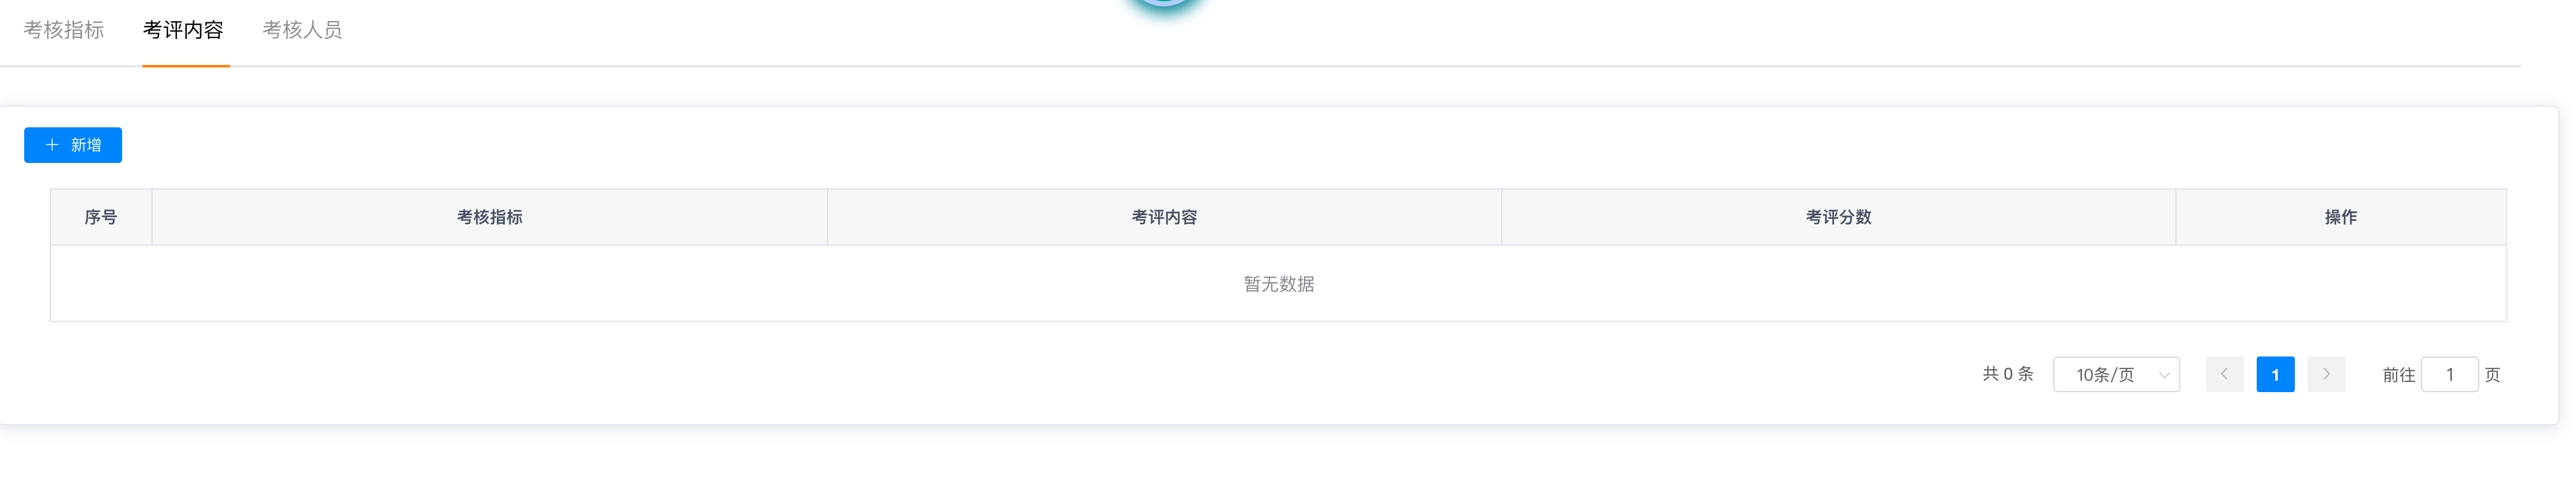 考核指标 考评内容 考核人员
新增
序号 考核指标 考评内容 考评分数 操作
暂无数据
共 0 条 10条/页 1 前往 1 页